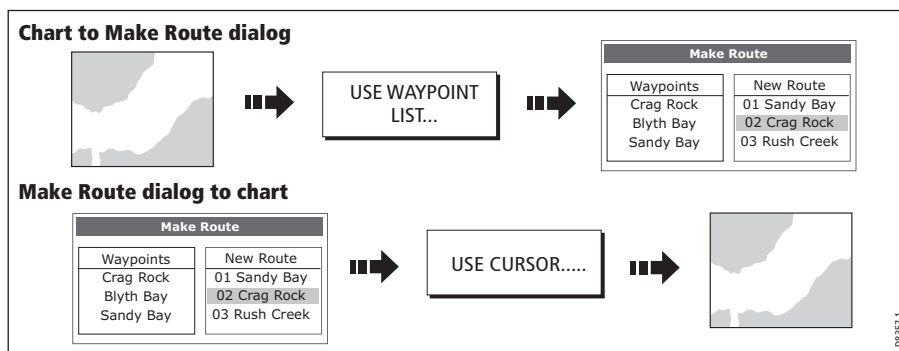 Chart to Make Route dialog
USE WAYPOINT
LIST...
Make Route
Waypoints
Crag Rock
Blyth Bay
Sandy Bay
New Route
01 Sandy Bay
02 Crag Rock
03 Rush Creek
Make Route dialog to chart
Make Route
Waypoints
Crag Rock
Blyth Bay
Sandy Bay
New Route
01 Sandy Bay
02 Crag Rock
03 Rush Creek
USE CURSOR.....